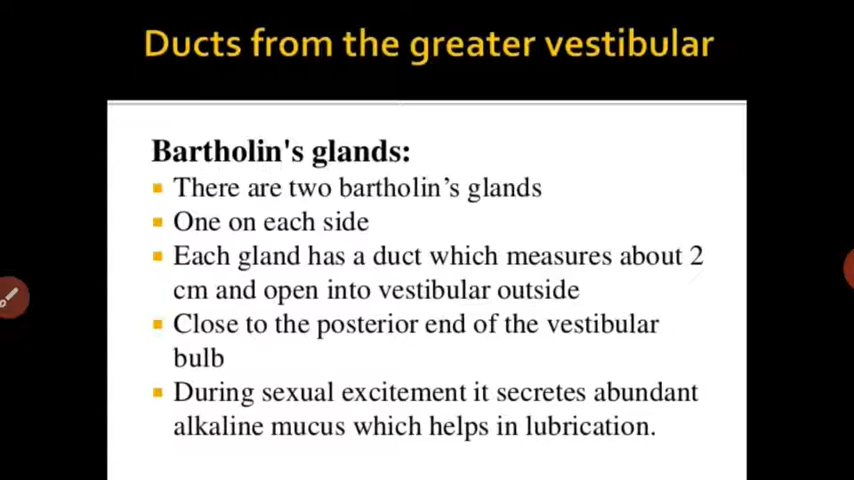 Ducts from the greater vestibular
Bartholin's glands:
There are two bartholin’s glands
One on each side
Each gland has a duct which measures about 2
cm and open into vestibular outside
Close to the posterior end of the vestibular
bulb
During sexual excitement it secretes abundant
alkaline mucus which helps in lubrication.